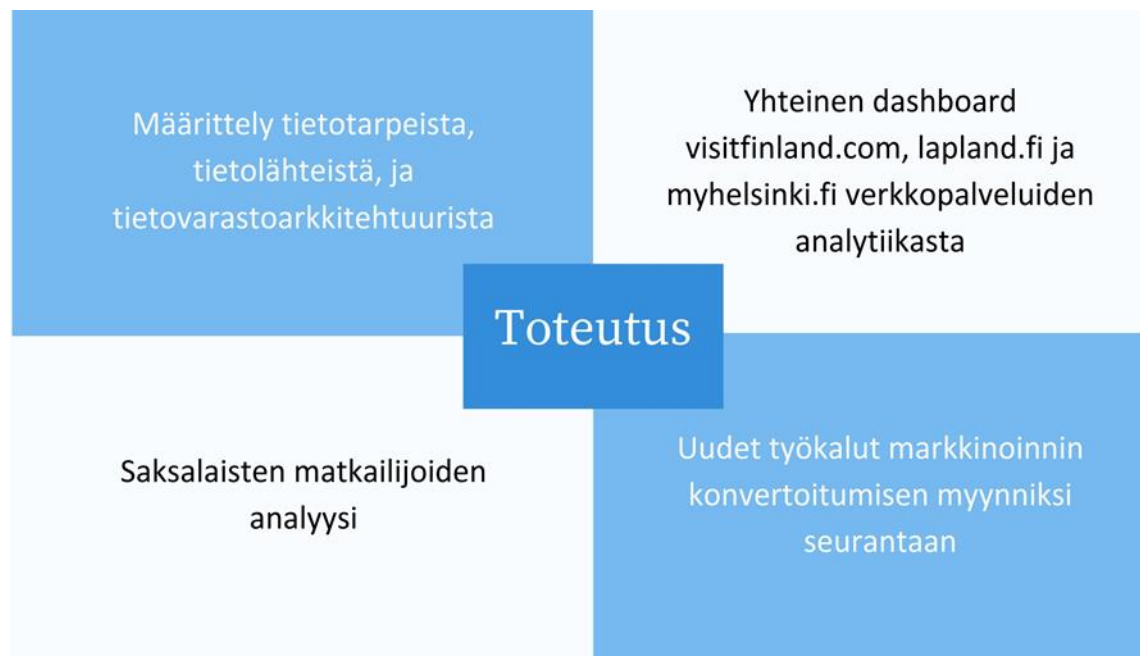 Määrittely tietotarpeista,
tietolähteistä, ja
tietovarastoarkkitehtuurista
Yhteinen dashboard
visitfinland.com, lapland.fi ja
myhelsinki.fi verkkopalveluiden
analytiikasta
Toteutus
Saksalaisten matkailijoiden
analyysi
Uudet työkalut markkinoinnin
konvertoitumisen myynniksi
seurantaan